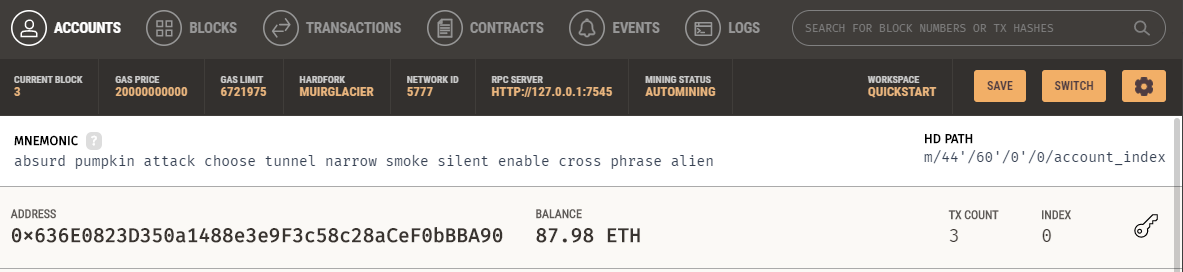 ACCOUNTS BLOCKS TRANSACTIONS CONTRACTS EVENTS LOGS SEARCH FOR BLOCK NUMBERS OR TX HASHES
CURRENT BLOCK GAS PRICE GAS LIMIT HARDFORK NETWORK ID RPC SERVER MINING STATUS WORKSPACE
3 20000000000 6721975 MUIRGLACIER 5777 HTTP://127.0.0.1:7545 AUTOMINING QUICKSTART SAVE SWITCH
MNEMONIC ? HD PATH
absurd pumpkin attack choose tunnel narrow smoke silent enable cross phrase alien m/44'/60'/0'/0/account_index
ADDRESS BALANCE TX COUNT INDEX
0×636E0823D350a1488e3e9F3c58c28aCeF0bBBA90 87.98 ETH 3 0